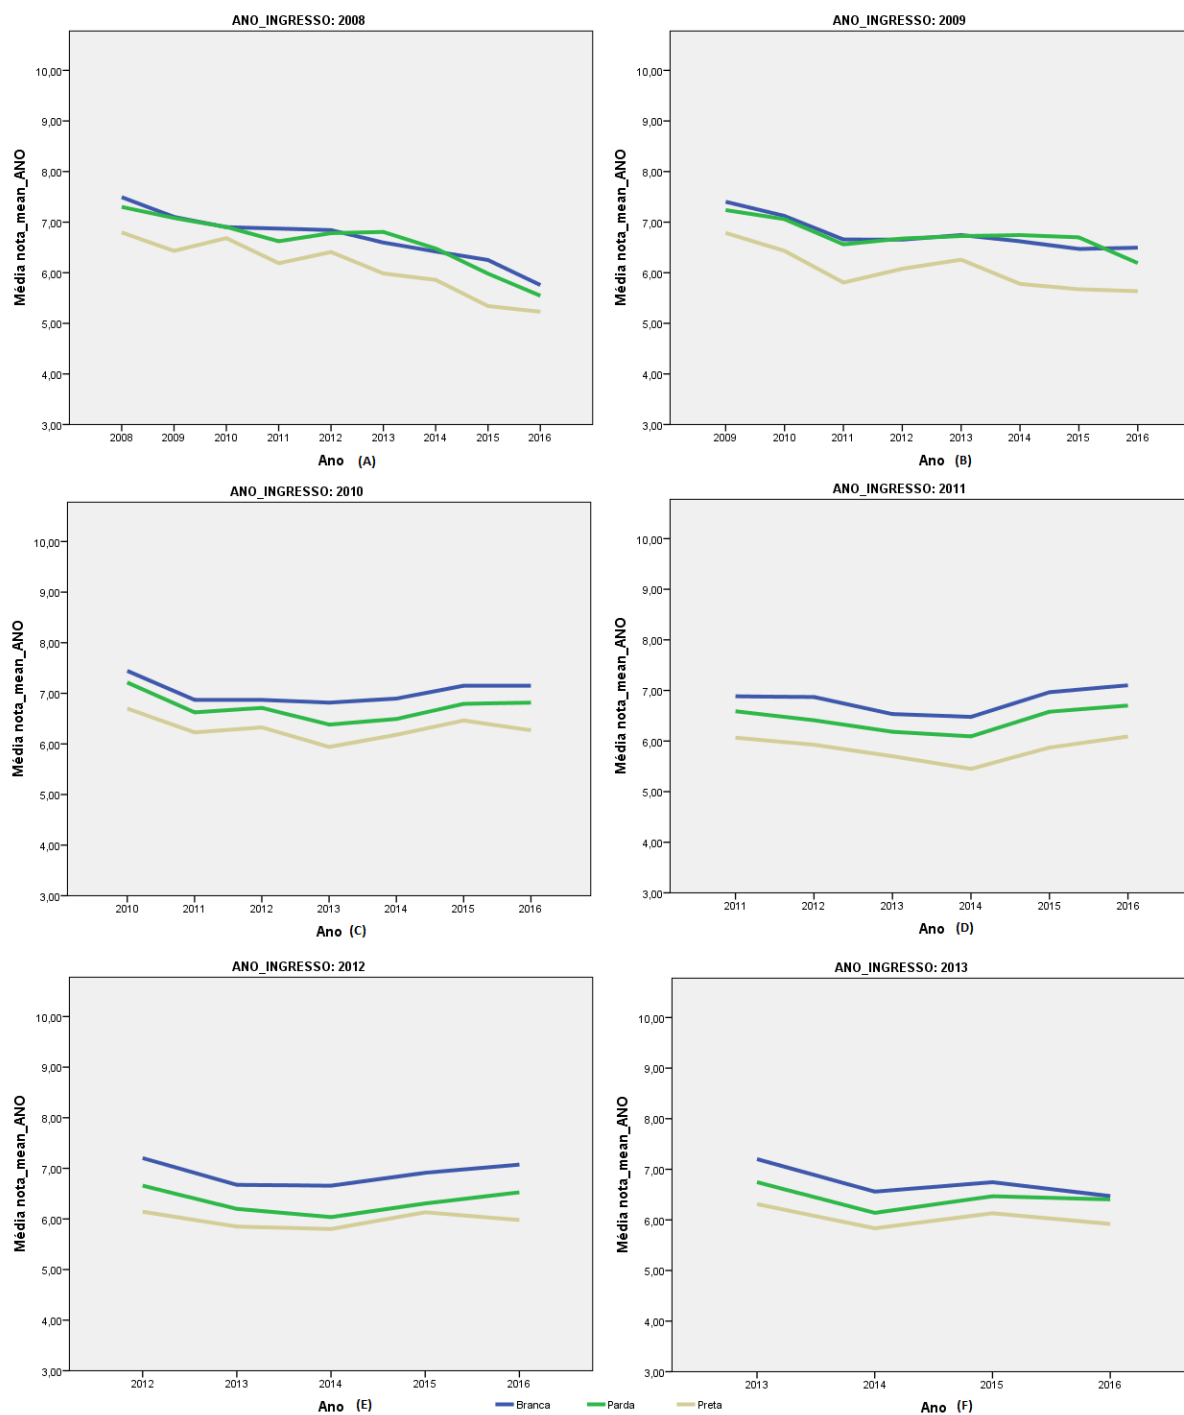 ANO_INGRESSO: 2008
Média nota_mean_ANO
10,00
9,00
8,00
7,00
6,00
5,00
4,00
3,00
2008 2009 2010 2011 2012 2013 2014 2015 2016
Ano (A)
ANO_INGRESSO: 2009
Média nota_mean_ANO
10,00
9,00
8,00
7,00
6,00
5,00
4,00
3,00
2009 2010 2011 2012 2013 2014 2015 2016
Ano (B)
ANO_INGRESSO: 2010
Média nota_mean_ANO
10,00
9,00
8,00
7,00
6,00
5,00
4,00
3,00
2010 2011 2012 2013 2014 2015 2016
Ano (C)
ANO_INGRESSO: 2011
Média nota_mean_ANO
10,00
9,00
8,00
7,00
6,00
5,00
4,00
3,00
2011 2012 2013 2014 2015 2016
Ano (D)
ANO_INGRESSO: 2012
Média nota_mean_ANO
10,00
9,00
8,00
7,00
6,00
5,00
4,00
3,00
2012 2013 2014 2015 2016
Ano (E)
ANO_INGRESSO: 2013
Média nota_mean_ANO
10,00
9,00
8,00
7,00
6,00
5,00
4,00
3,00
2013 2014 2015 2016
Ano (F)
Branca Parda Preta